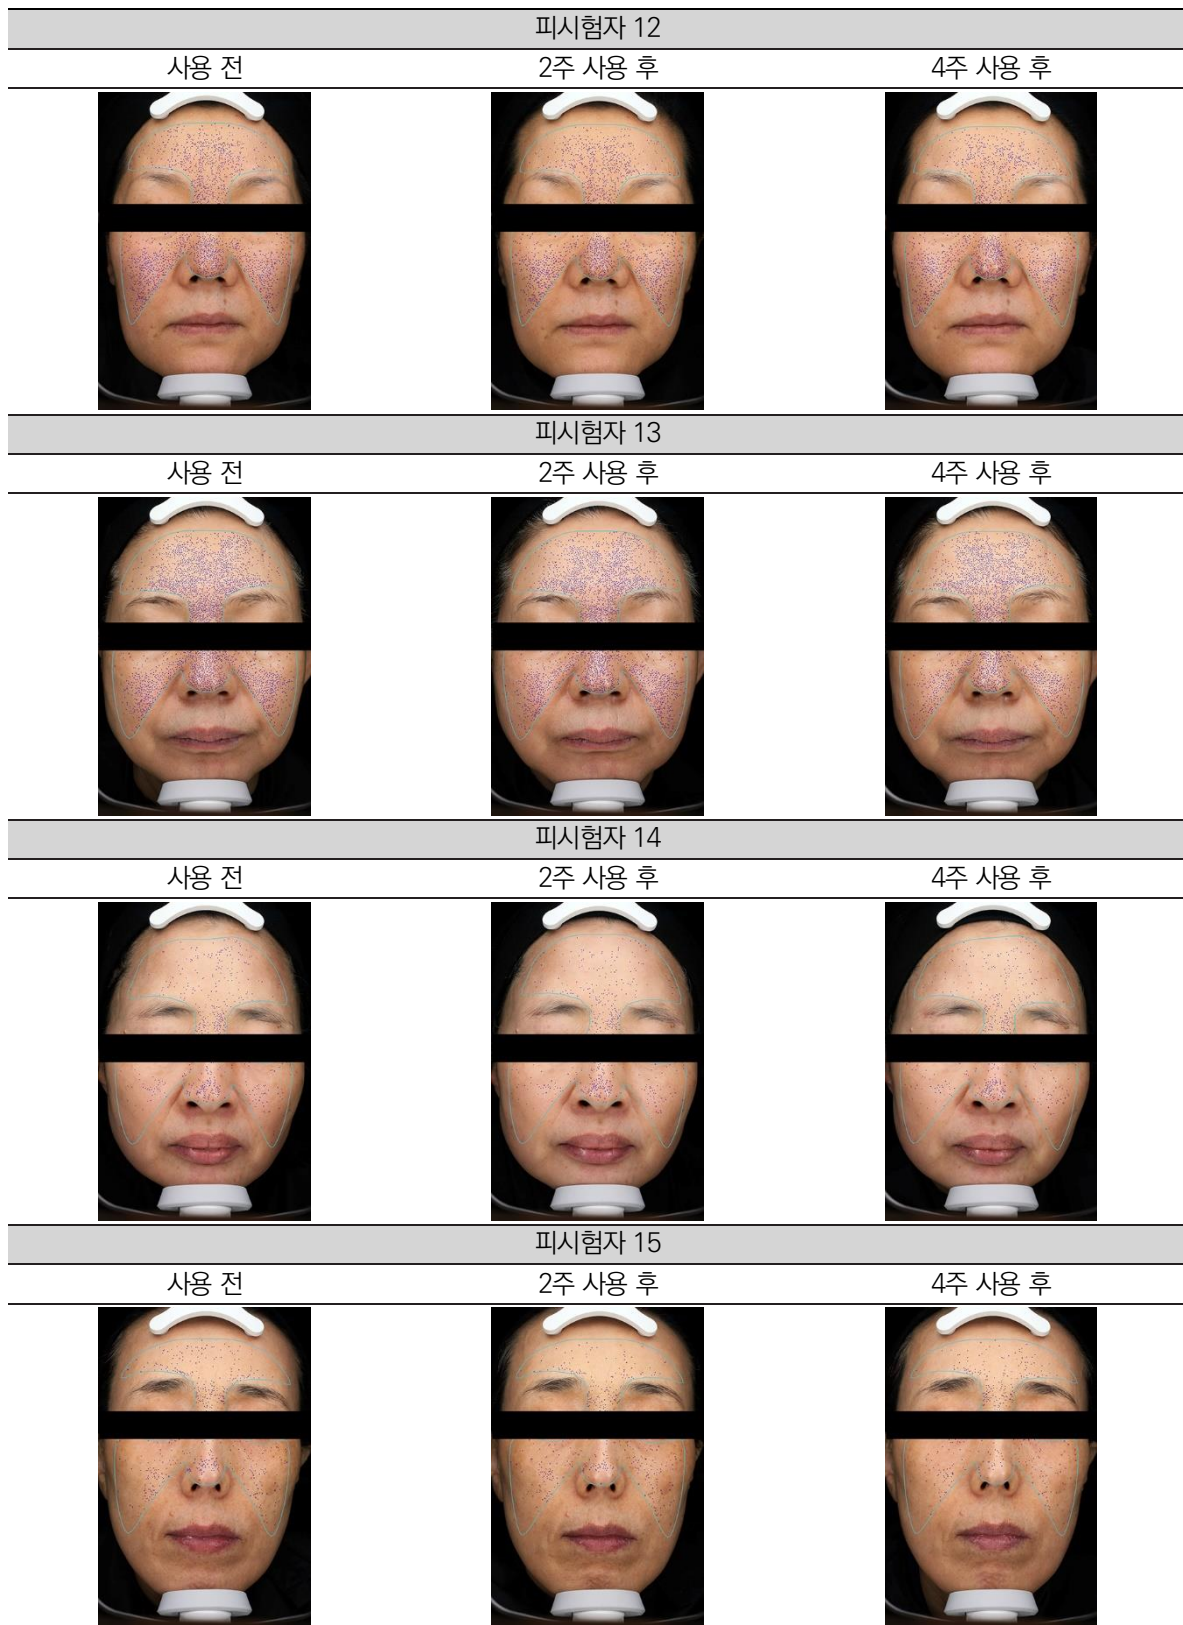 피시험자 12
사용 전 2주 사용 후 4주 사용 후
피시험자 13
사용 전 2주 사용 후 4주 사용 후
피시험자 14
사용 전 2주 사용 후 4주 사용 후
피시험자 15
사용 전 2주 사용 후 4주 사용 후